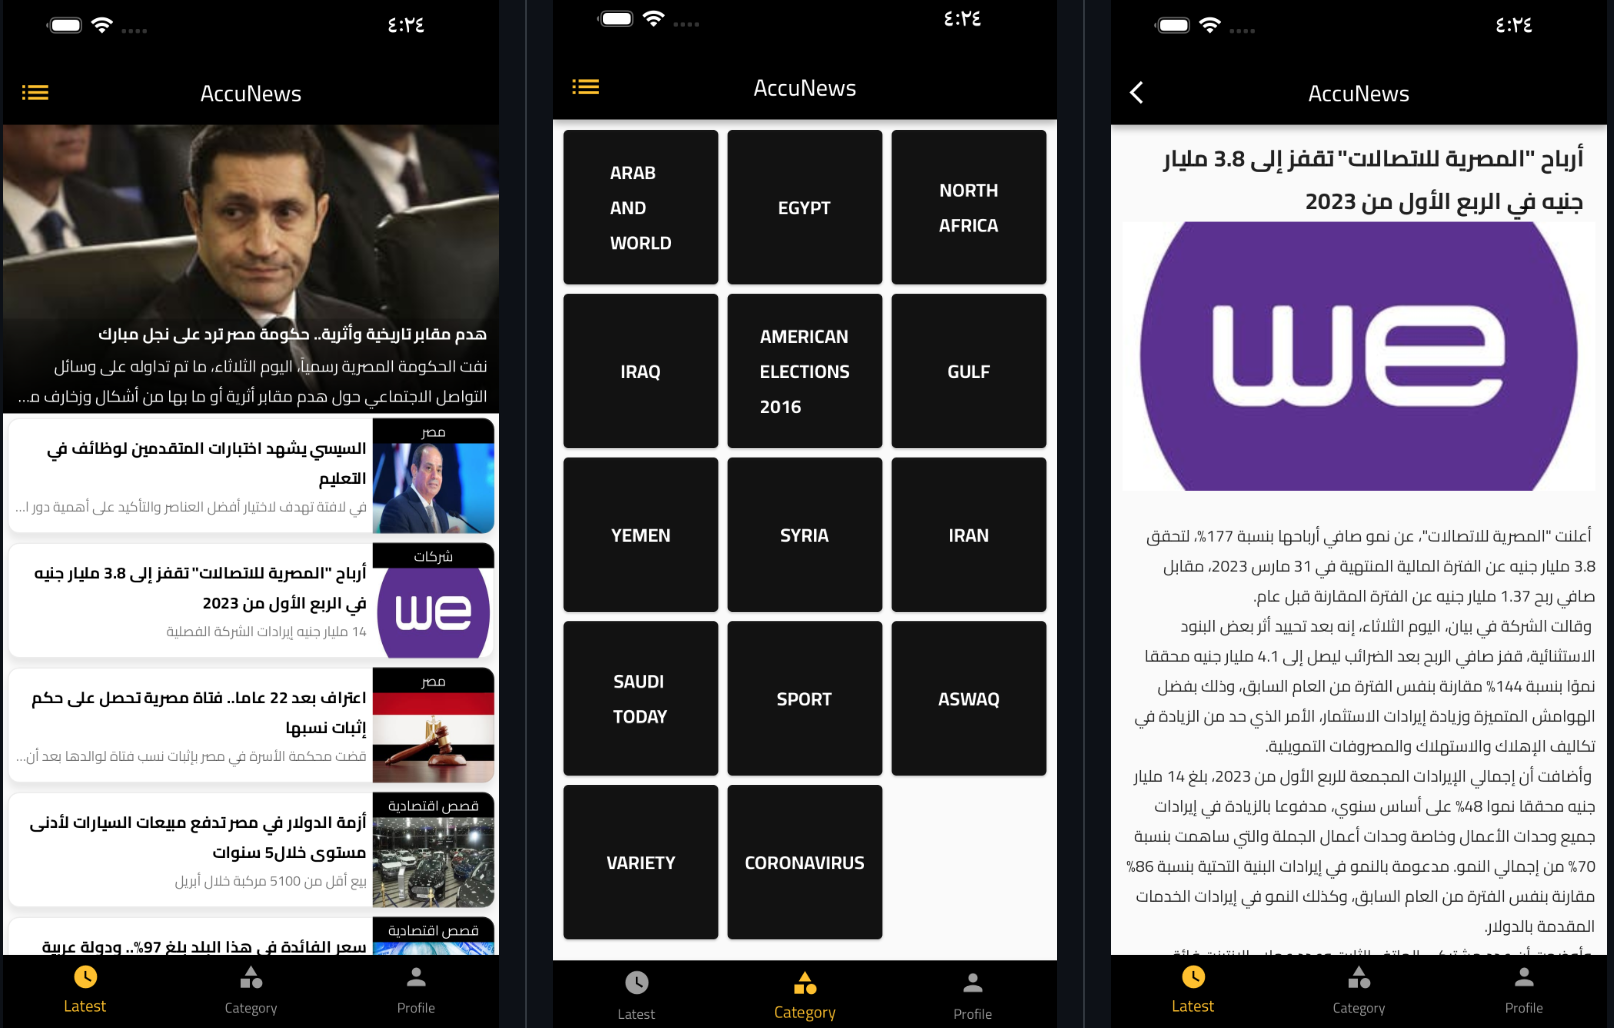 ٤:٢٤
AccuNews
هدم مقابر تاريخية وأثرية.. حكومة مصر ترد على نجل مبارك
نفت الحكومة المصرية رسمياً، اليوم الثلاثاء، ما تم تداوله على وسائل
التواصل الاجتماعي حول هدم مقابر أثرية أو ما بها من أشكال وزخارف مـ...
مصر
السيسي يشهد اختبارات المتقدمين لوظائف في
التعليم
في لافتة تهدف لاختيار أفضل العناصر والتأكيد على أهمية دور ا...
شركات
أرباح "المصرية للاتصالات" تقفز إلى 3.8 مليار جنيه
في الربع الأول من 2023
14 مليار جنيه إيرادات الشركة الفصلية
we
مصر
اعتراف بعد 22 عاما.. فتاة مصرية تحصل على حكم
إثبات نسبها
قضت محكمة الأسرة في مصر بإثبات نسب فتاة لوالدها بعد أن...
قصص اقتصادية
أزمة الدولار في مصر تدفع مبيعات السيارات لأدنى
مستوى خلال5 سنوات
بيع أقل من 5100 مركبة خلال أبريل
قصص اقتصادية
سعر الفائدة في هذا البلد بلغ 97%.. ودولة عربية
Latest
Category
Profile
٤:٢٤
AccuNews
ARAB
AND
WORLD
EGYPT
NORTH
AFRICA
IRAQ
AMERICAN
ELECTIONS
2016
GULF
YEMEN
SYRIA
IRAN
SAUDI
TODAY
SPORT
ASWAQ
VARIETY
CORONAVIRUS
Latest
Category
Profile
٤:٢٤
AccuNews
أرباح "المصرية للاتصالات" تقفز إلى 3.8 مليار
جنيه في الربع الأول من 2023
we
أعلنت "المصرية للاتصالات"، عن نمو صافي أرباحها بنسبة 177%، لتحقق
3.8 مليار جنيه عن الفترة المالية المنتهية في 31 مارس 2023، مقابل
صافي ربح 1.37 مليار جنيه عن الفترة المقارنة قبل عام.
وقالت الشركة في بيان، اليوم الثلاثاء، إنه بعد تحييد أثر بعض البنود
الاستثنائية، قفز صافي الربح بعد الضرائب ليصل إلى 4.1 مليار جنيه محققا
نموًا بنسبة 144% مقارنة بنفس الفترة من العام السابق، وذلك بفضل
الهوامش المتميزة وزيادة إيرادات الاستثمار، الأمر الذي حد من الزيادة في
تكاليف الإهلاك والاستهلاك والمصروفات التمويلية.
وأضافت أن إجمالي الإيرادات المجمعة للربع الأول من 2023، بلغ 14 مليار
جنيه محققا نموا 48% على أساس سنوي، مدفوعا بالزيادة في إيرادات
جميع وحدات الأعمال وخاصة وحدات أعمال الجملة والتي ساهمت بنسبة
70% من إجمالي النمو. مدعومة بالنمو في إيرادات البنية التحتية بنسبة 86%
مقارنة بنفس الفترة من العام السابق، وكذلك النمو في إيرادات الخدمات
المقدمة بالدولار.
Latest
Category
Profile